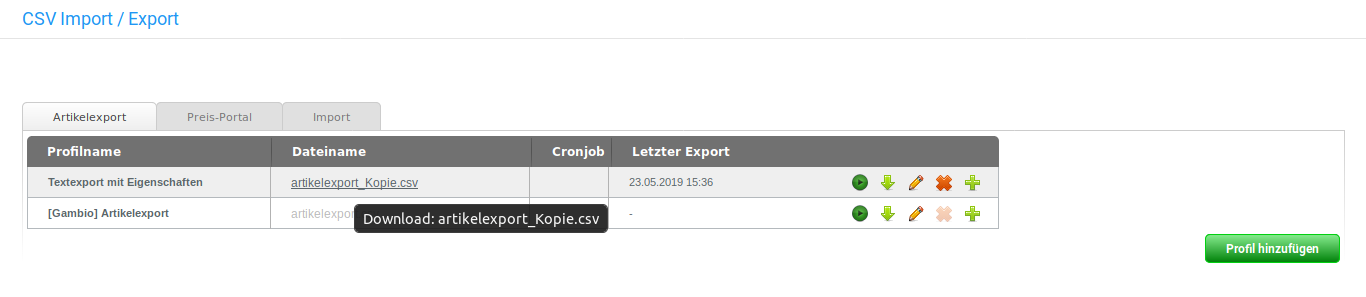 CSV Import / Export
Artikelexport Preis-Portal Import
Profilname Dateiname Cronjob Letzter Export
Textexport mit Eigenschaften artikelexport_Kopie.csv 23.05.2019 15:36
[Gambio] Artikelexport -
Download: artikelexport_Kopie.csv
Profil hinzufügen